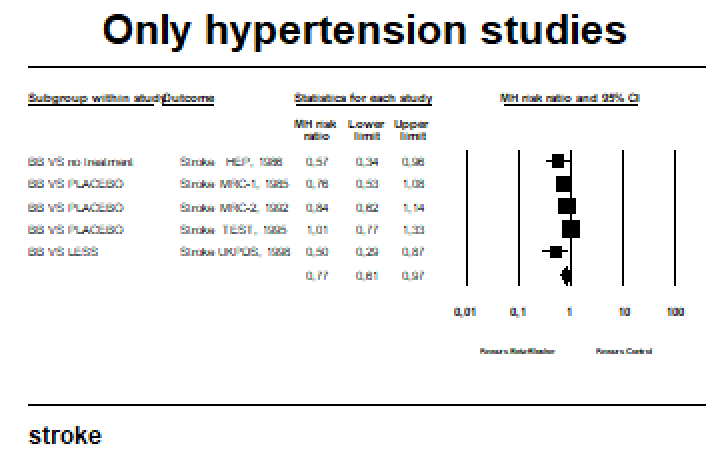 Only hypertension studies
Subgroup within study Outcome Statistics for each study MH risk ratio and 95% CI
MH risk Lower Upper
ratio limit limit
BB VS no treatment Stroke HEP, 1986 0,57 0,34 0,96
BB VS PLACEBO Stroke MRC-1, 1985 0,76 0,53 1,08
BB VS PLACEBO Stroke MRC-2, 1992 0,84 0,62 1,14
BB VS PLACEBO Stroke TEST, 1995 1,01 0,77 1,33
BB VS LESS Stroke UKPDS, 1998 0,50 0,29 0,87
0,77 0,61 0,97
0,01 0,1 1 10 100
Favours Beta-Blocker Favours Control
stroke